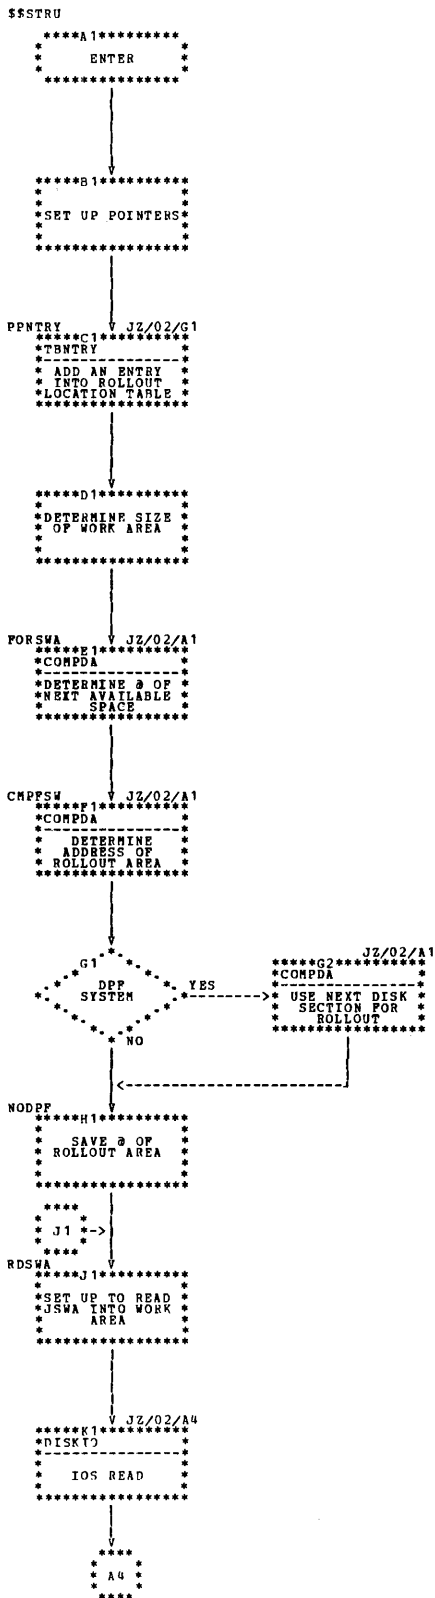 $$STRU
A1
ENTER
B1
SET UP POINTERS
PPNTRY JZ/02/G1
C1
TBNTRY
ADD AN ENTRY
INTO ROLLOUT
LOCATION TABLE
D1
DETERMINE SIZE
OF WORK AREA
FORSWA JZ/02/A1
E1
COMPDA
DETERMINE @ OF
NEXT AVAILABLE
SPACE
CMPFSW JZ/02/A1
F1
COMPDA
DETERMINE
ADDRESS OF
ROLLOUT AREA
G1
DPF
SYSTEM
YES
NO
JZ/02/A1
G2
COMPDA
USE NEXT DISK
SECTION FOR
ROLLOUT
NODPF
H1
SAVE @ OF
ROLLOUT AREA
J1
RDSWA
J1
SET UP TO READ
JSWA INTO WORK
AREA
JZ/02/A4
K1
DISKIO
IOS READ
A4